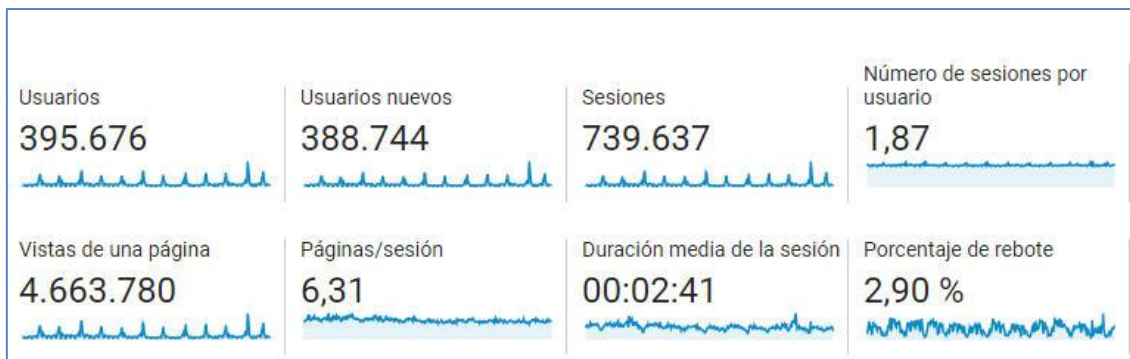 Usuarios
395.676
Usuarios nuevos
388.744
Sesiones
739.637
Número de sesiones por
usuario
1,87
Vistas de una página
4.663.780
Páginas/sesión
6,31
Duración media de la sesión
00:02:41
Porcentaje de rebote
2,90 %